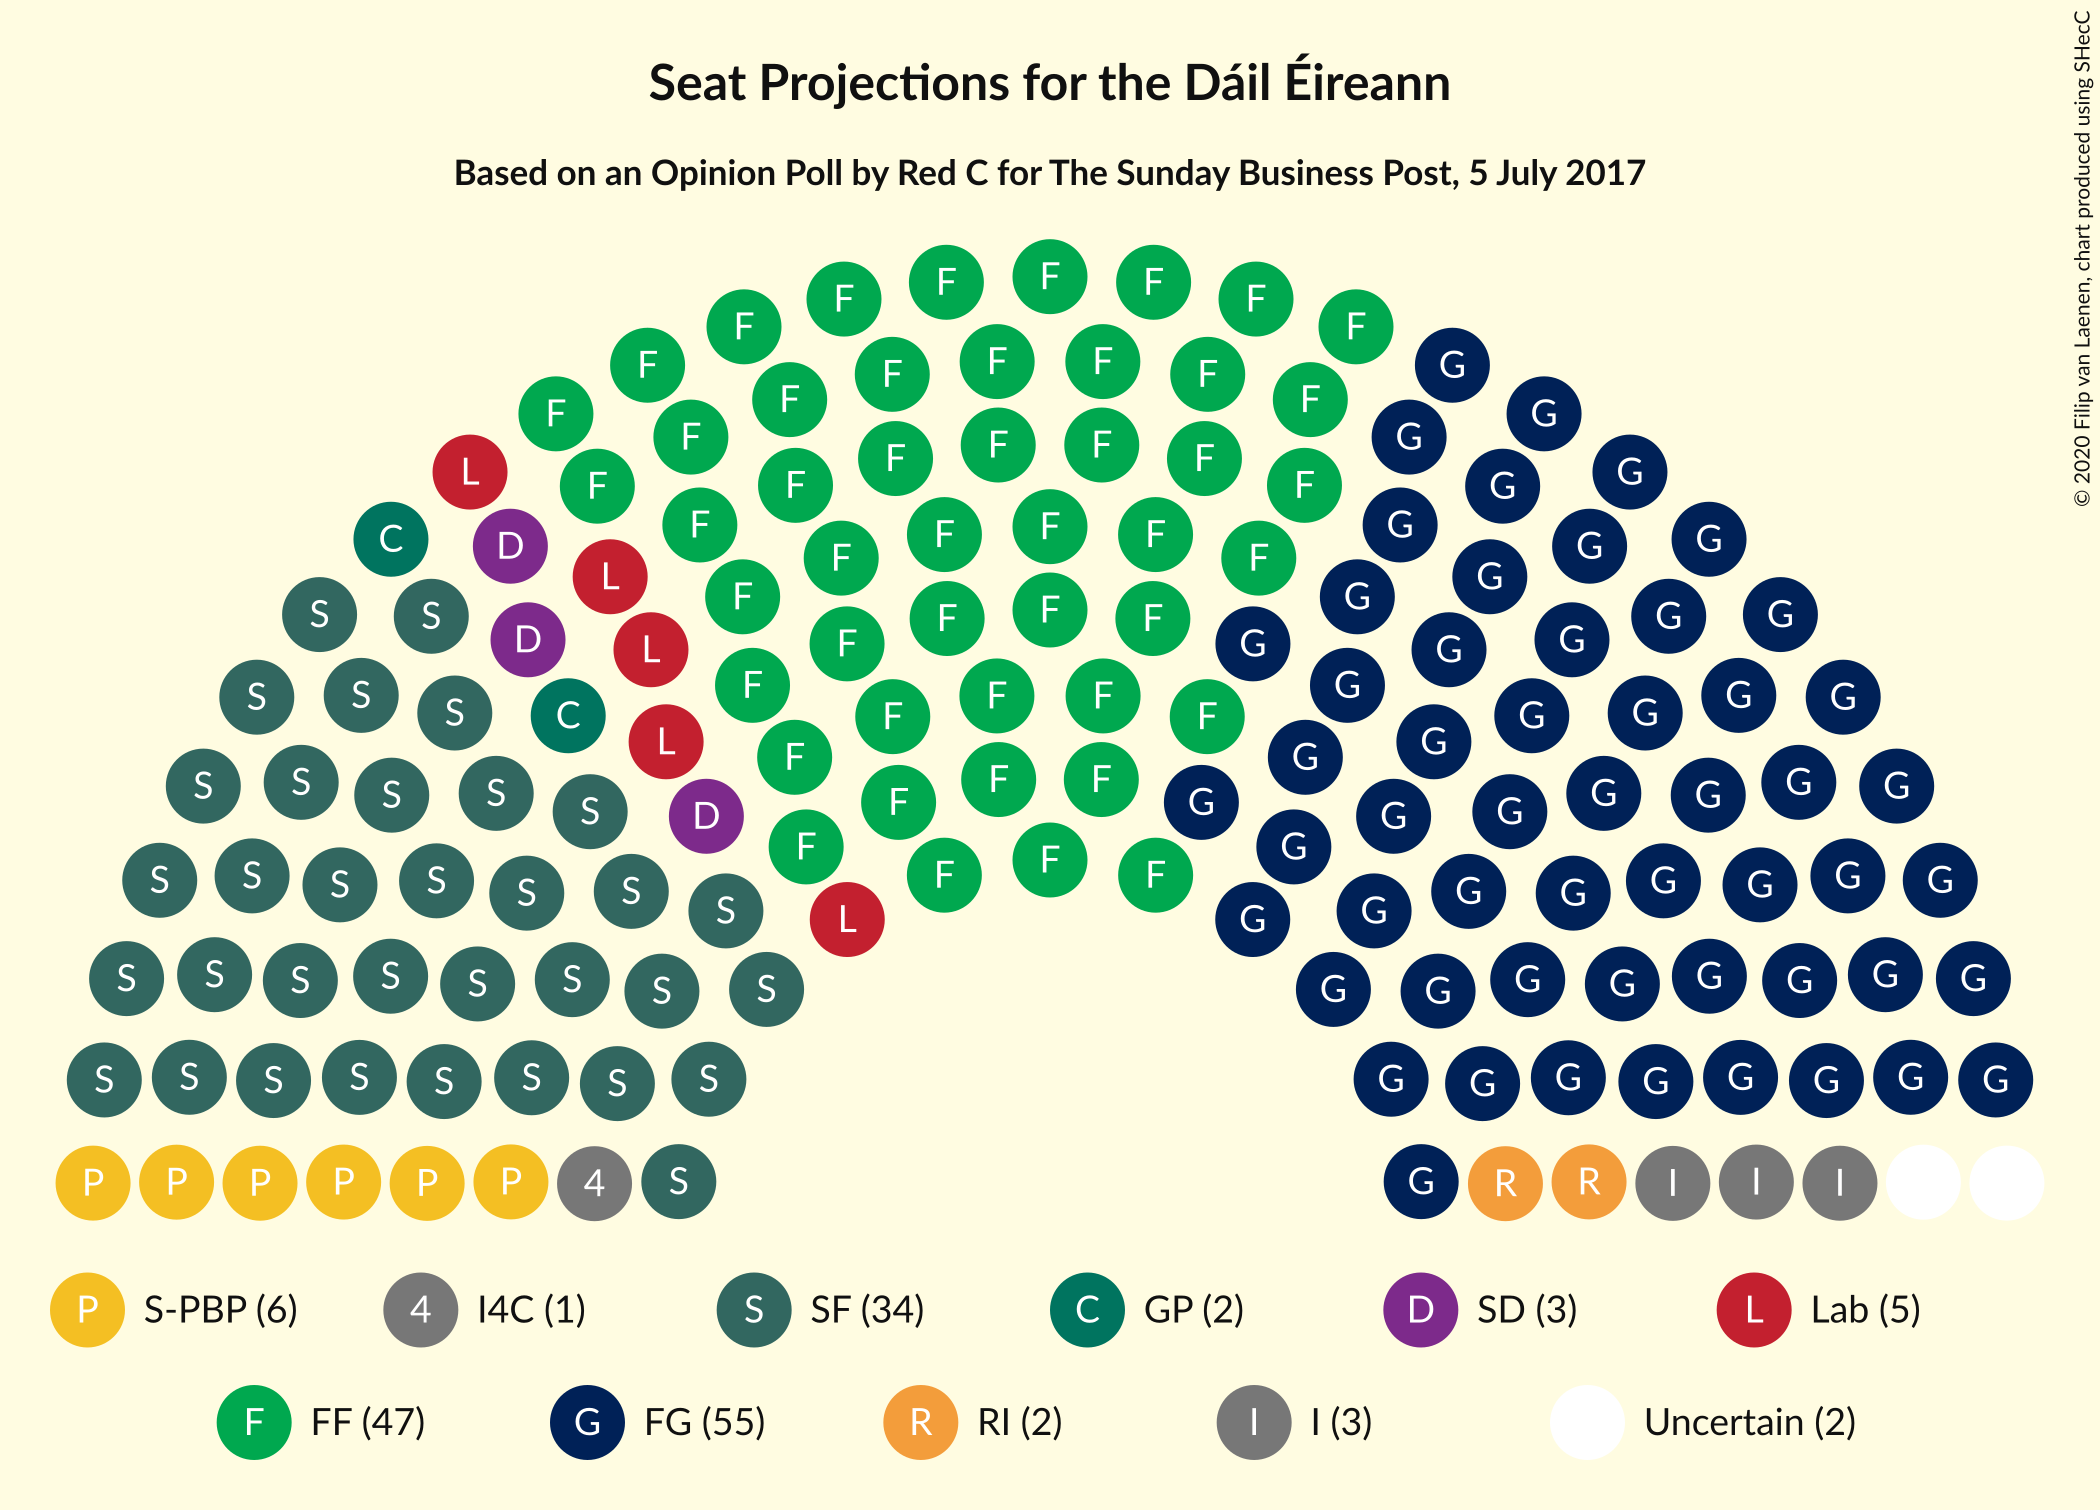 Seat Projections for the Dáil Éireann
Based on an Opinion Poll by Red C for The Sunday Business Post, 5 July 2017
© 2020 Filip van Laenen, chart produced using SHecC
F F F F F
F F G
F F F F F G
F F F F G G
L F F F F F G G
C D F F F F F F G G G
S S L F F F F G G G G
S S D L F F F F G G G G G
S S S C L F F F F F G G G G G G
S S S S S D F F F F G G G G G G G G
S S S S S S S L F F F F G G G G G G G G G
S S S S S S S S G G G G G G G G
S S S S S S S S G G G G G G G G
P P P P P P 4 S G R R I I I
P S-PBP (6) 4 I4C (1) S SF (34) C GP (2) D SD (3) L Lab (5)
F FF (47) G FG (55) R RI (2) I I (3) Uncertain (2)